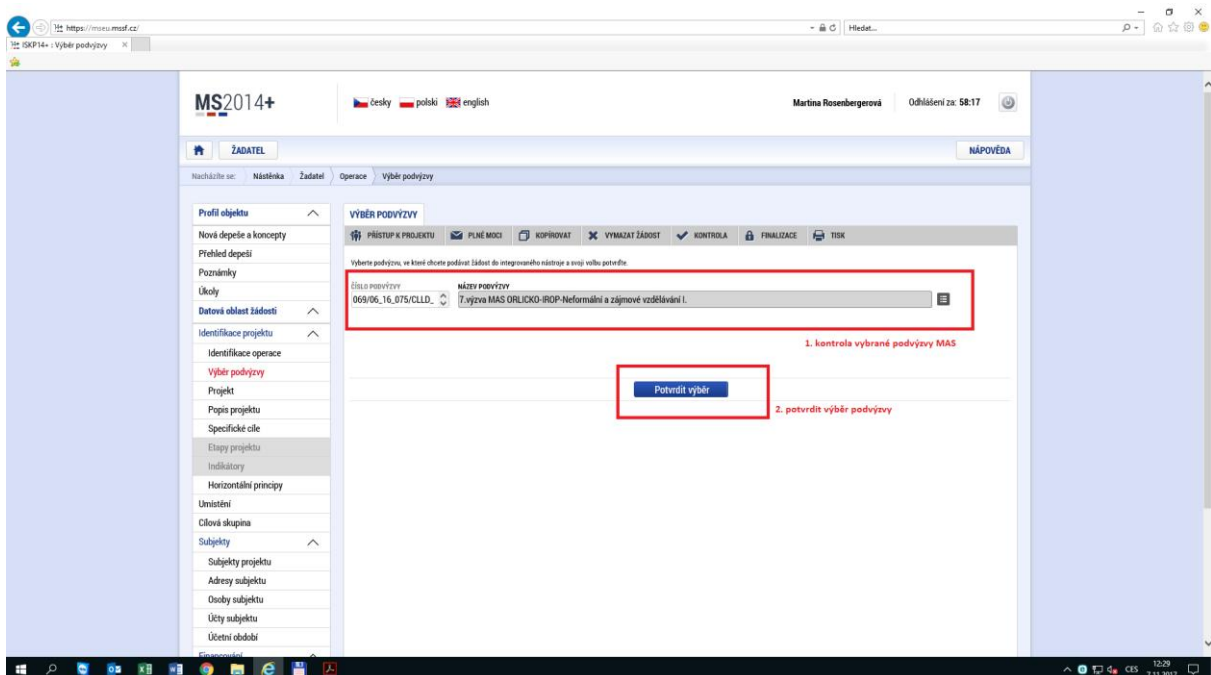 https://mseu.mssf.cz/
Hledat...
ISKP14+ : Výběr podvýzvy
MS2014+
česky polski english
Martina Rosenbergerová
Odhlášení za: 58:17
ŽADATEL
NÁPOVĚDA
Nacházíte se: Nástěnka Žadatel Operace Výběr podvýzvy
Profil objektu
Nová depeše a koncepty
Přehled depeší
Poznámky
Úkoly
Datová oblast žádosti
Identifikace projektu
Identifikace operace
Výběr podvýzvy
Projekt
Popis projektu
Specifické cíle
Etapy projektu
Indikátory
Horizontální principy
Umístění
Cílová skupina
Subjekty
Subjekty projektu
Adresy subjektu
Osoby subjektu
Účty subjektu
Účetní období
Financování
VÝBĚR PODVÝZVY
PŘÍSTUP K PROJEKTU PLNÉ MOCI KOPÍROVAT VYMAZAT ŽÁDOST KONTROLA FINALIZACE TISK
Vyberte podvýzvu, ve které chcete podávat žádost do integrovaného nástroje a svoji volbu potvrďte.
ČÍSLO PODVÝZVY NÁZEV PODVÝZVY
069/06_16_075/CLLD_ 7.výzva MAS ORLICKO-IROP-Neformální a zájmové vzdělávání I.
1. kontrola vybrané podvýzvy MAS
Potvrdit výběr
2. potvrdit výběr podvýzvy
CES
12:29
7.11.2017